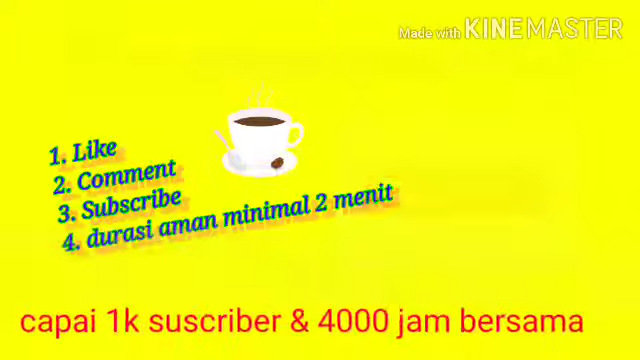 Made with KINEMASTER
1. Like
2. Comment
3. Subscribe
4. durasi aman minimal 2 menit
capai 1k suscriber & 4000 jam bersama